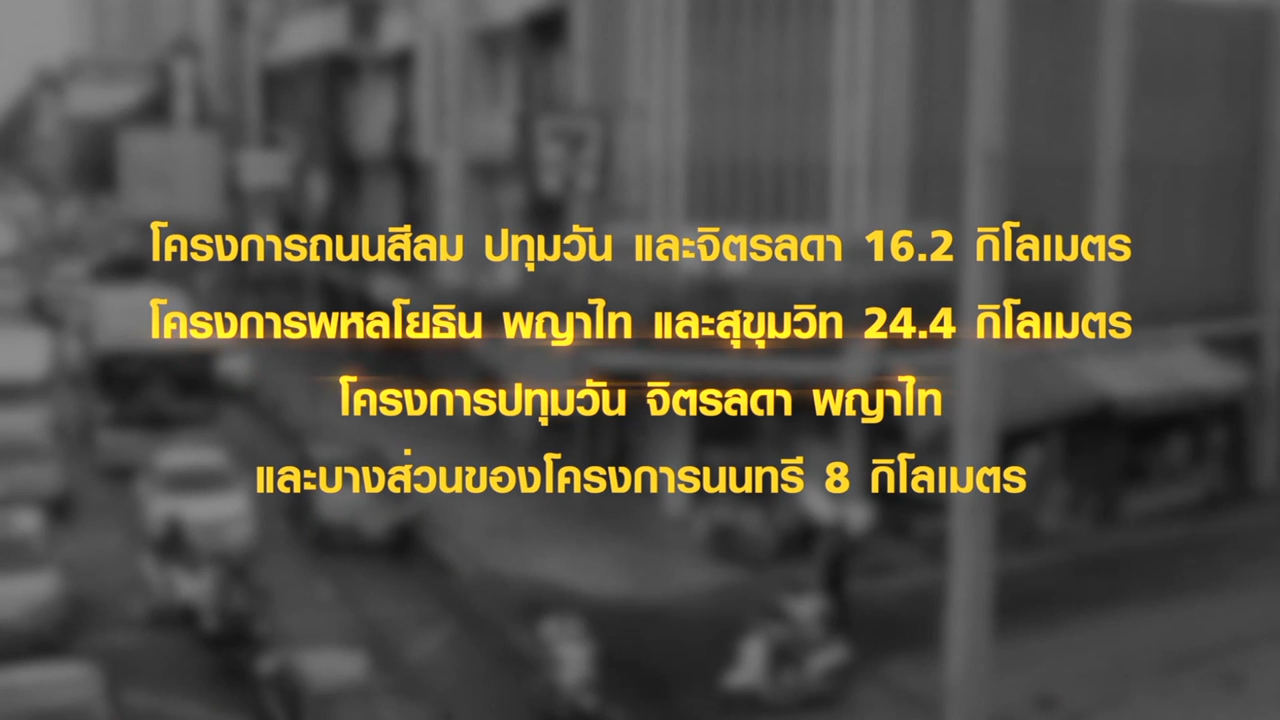 โครงการถนนสีลม ปทุมวัน และจิตรลดา 16.2 กิโลเมตร
โครงการพหลโยธิน พญาไท และสุขุมวิท 24.4 กิโลเมตร
โครงการปทุมวัน จิตรลดา พญาไท
และบางส่วนของโครงการนนทรี 8 กิโลเมตร